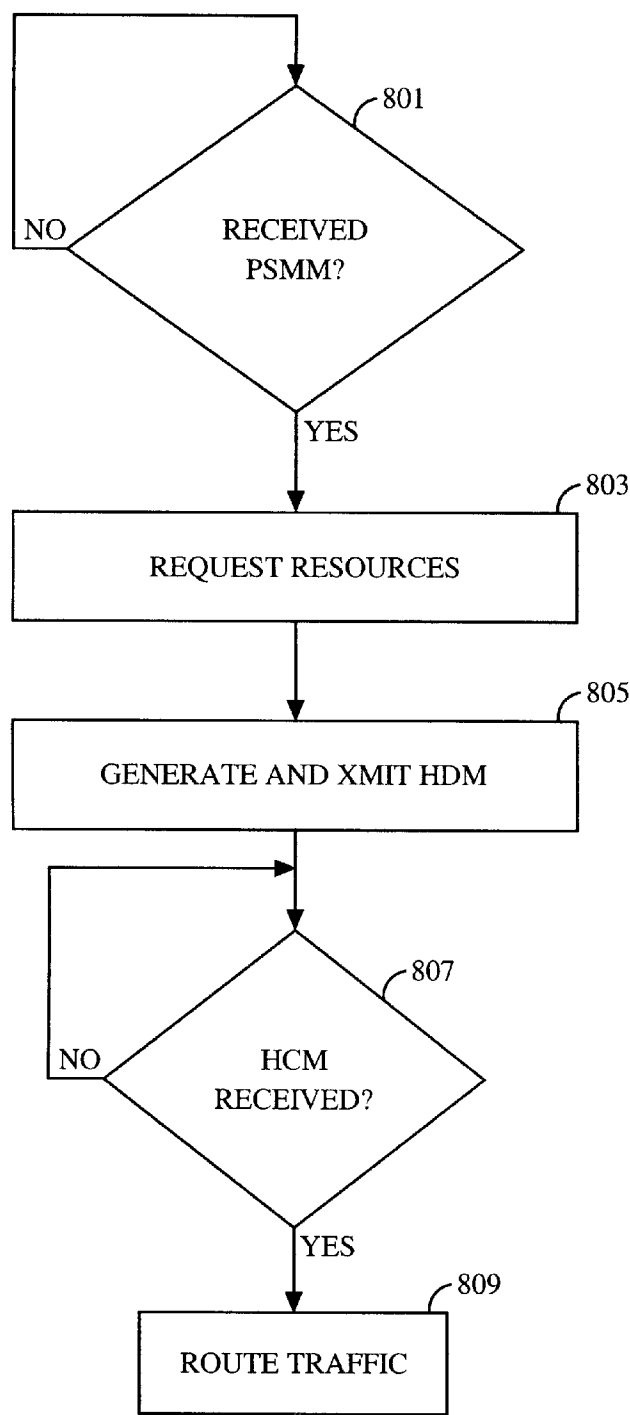 801
NO
RECEIVED
PSMM?
YES
803
REQUEST RESOURCES
805
GENERATE AND XMIT HDM
807
NO
HCM
RECEIVED?
YES
809
ROUTE TRAFFIC